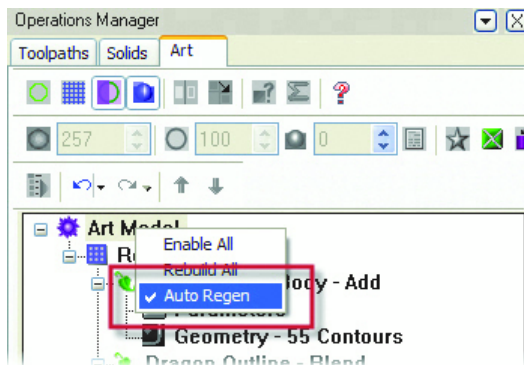 Operations Manager
Toolpaths Solids Art
257 100 0
Art Model
Enable All
Rebuild All
Body - Add
Auto Regen
Parameters
Geometry - 55 Contours
Dragon Outline - Blend